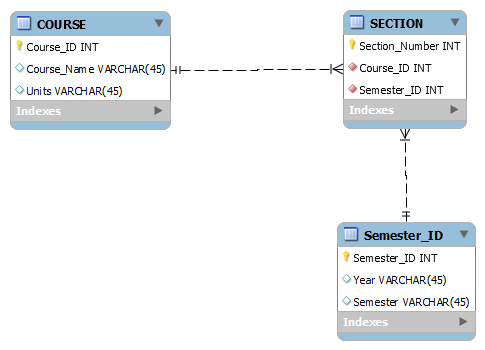 COURSE
Course_ID INT
Course_Name VARCHAR(45)
Units VARCHAR(45)
Indexes
SECTION
Section_Number INT
Course_ID INT
Semester_ID INT
Indexes
Semester_ID
Semester_ID INT
Year VARCHAR(45)
Semester VARCHAR(45)
Indexes